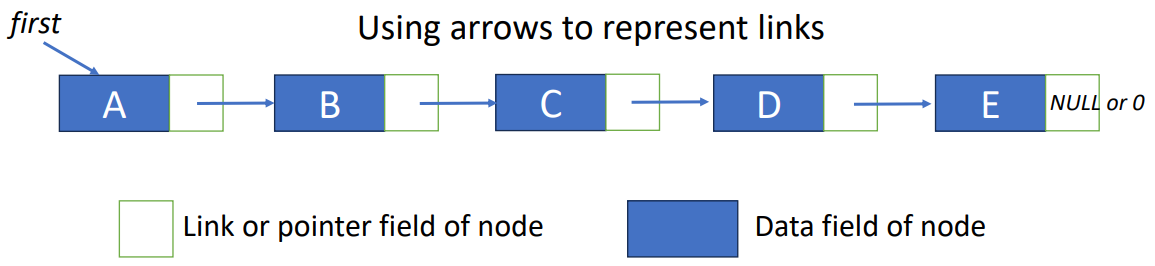 first
Using arrows to represent links
A
B
C
D
E
NULL or 0
Link or pointer field of node
Data field of node